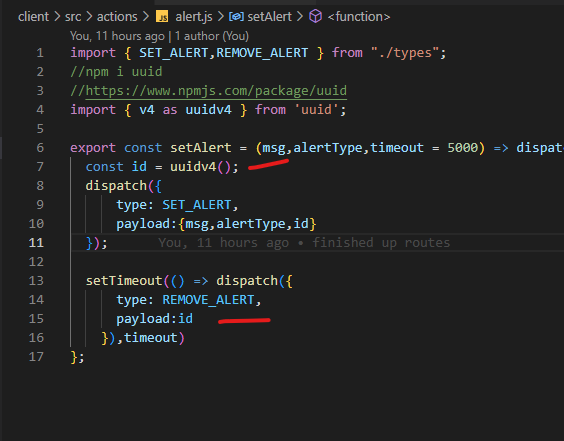 client > src > actions > JS alert.js > setAlert > <function>
You, 11 hours ago | 1 author (You)
1 import { SET_ALERT,REMOVE_ALERT } from "./types";
2 //npm i uuid
3 //https://www.npmjs.com/package/uuid
4 import { v4 as uuidv4 } from 'uuid';
5
6 export const setAlert = (msg,alertType,timeout = 5000) => dispatc
7 const id = uuidv4();
8 dispatch({
9 type: SET_ALERT,
10 payload:{msg,alertType,id}
11 }); You, 11 hours ago • finished up routes
12
13 setTimeout(() => dispatch({
14 type: REMOVE_ALERT,
15 payload:id
16 }),timeout)
17 };